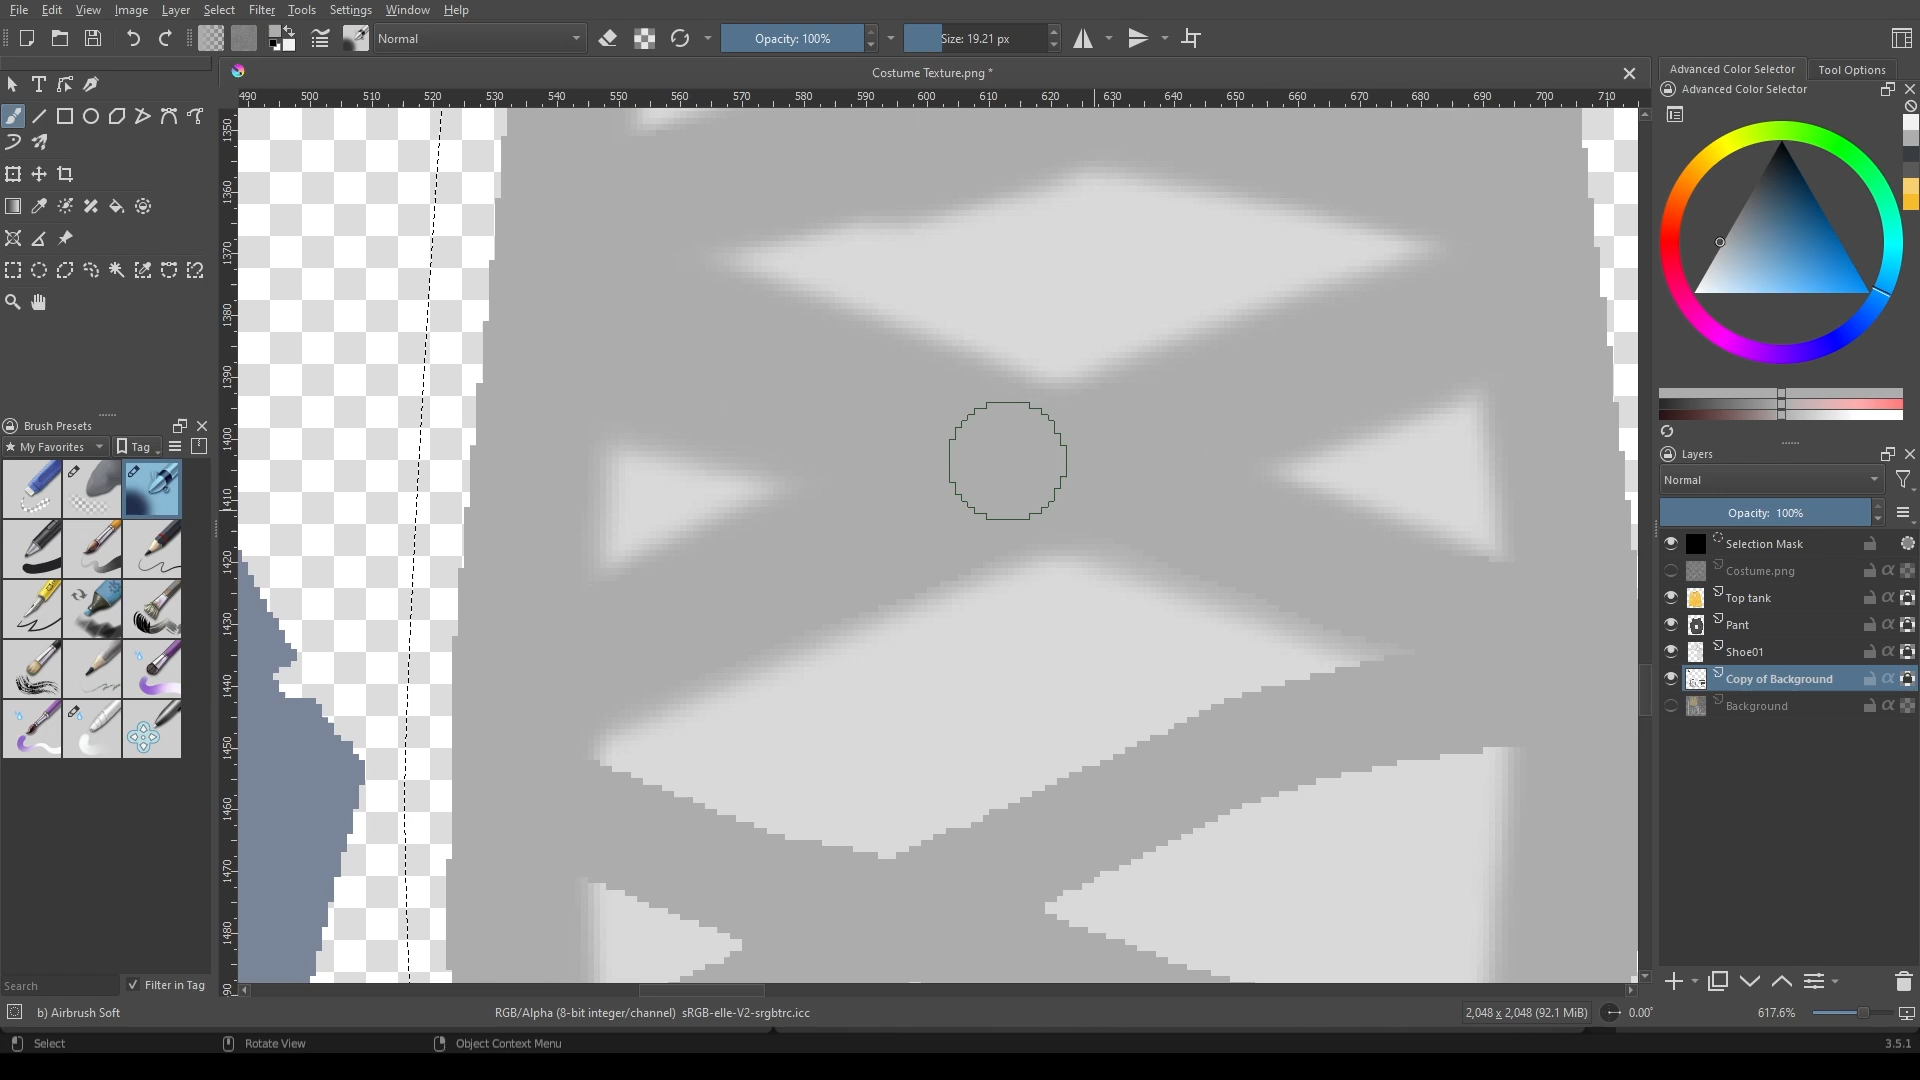 File Edit View Image Layer Select Filter Tools Settings Window Help
Normal
Opacity: 100%
Size: 19.21 px
Costume Texture.png *
Advanced Color Selector
Tool Options
490 500 510 520 530 540 550 560 570 580 590 600 610 620 630 640 650 660 670 680 690 700 710
Advanced Color Selector
1350
1360
1370
1380
1390
1400
1410
1420
1430
1440
1450
1460
1470
1480
90
Brush Presets
My Favorites
Tag
Search
Filter in Tag
Layers
Normal
Opacity: 100%
Selection Mask
Costume.png
Top tank
Pant
Shoe01
Copy of Background
Background
b) Airbrush Soft
RGB/Alpha (8-bit integer/channel) sRGB-elle-V2-srgbtrc.icc
2,048 x 2,048 (92.1 MiB)
0.00°
617.6%
Select
Rotate View
Object Context Menu
3.5.1